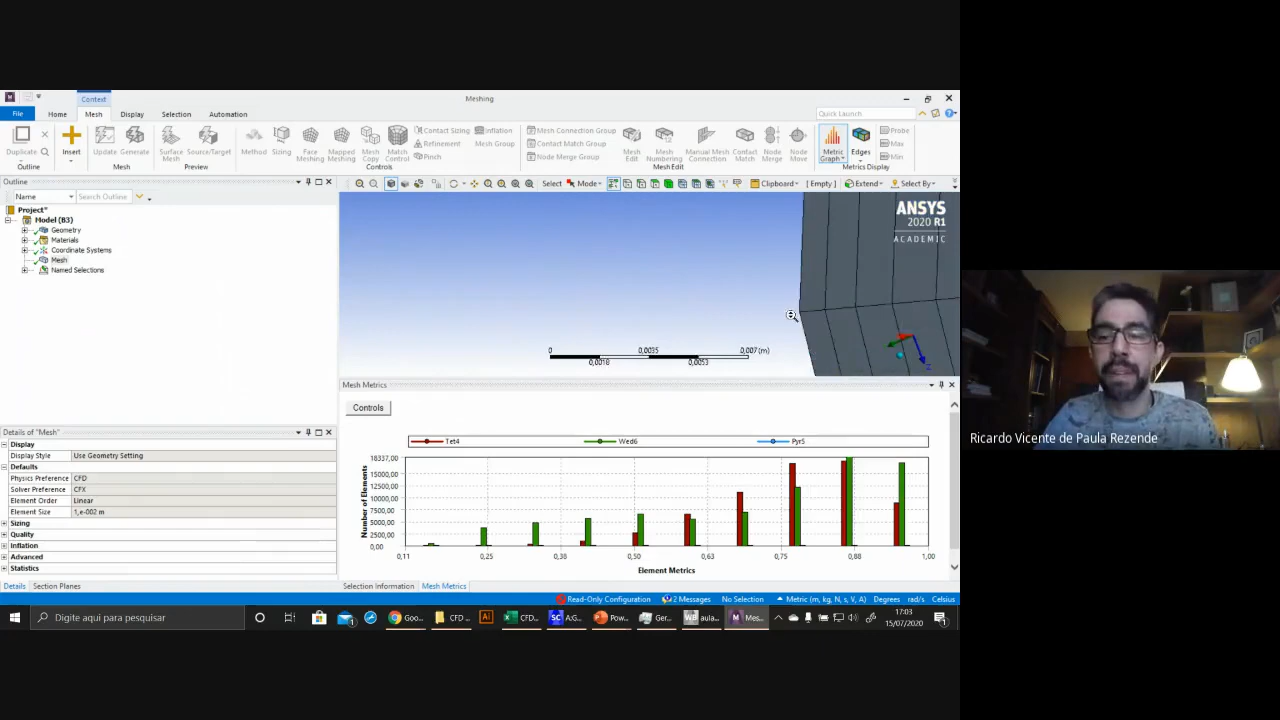 Context
Meshing
File Home Mesh Display Selection Automation Quick Launch
Duplicate Insert Update Generate Surface Mesh Source/Target Method Sizing Face Meshing Mapped Meshing Mesh Copy Match Control
Contact Sizing Inflation
Refinement Mesh Group
Pinch
Mesh Connection Group
Contact Match Group
Node Merge Group
Mesh Edit Mesh Numbering Manual Mesh Connection Contact Match Node Merge Node Move Metric Graph Edges
Probe
Max
Min
Outline Mesh Preview Controls Mesh Edit Metrics Display
Outline
Select Mode Clipboard [ Empty ] Extend Select By
Name Search Outline
Project*
Model (B3)
Geometry
Materials
Coordinate Systems
Mesh
Named Selections
ANSYS
2020 R1
ACADEMIC
0 0,0035 0,007 (m)
0,0018 0,0053
Z
Mesh Metrics
Controls
Tet4 Wed6 Pyr5
Number of Elements
18337,00
15000,00
12500,00
10000,00
7500,00
5000,00
2500,00
0,00
0,11 0,25 0,38 0,50 0,63 0,75 0,88 1,00
Element Metrics
Details of "Mesh"
Display
Display Style Use Geometry Setting
Defaults
Physics Preference CFD
Solver Preference CFX
Element Order Linear
Element Size 1,e-002 m
Sizing
Quality
Inflation
Advanced
Statistics
Details Section Planes
Selection Information Mesh Metrics
Read-Only Configuration 2 Messages No Selection Metric (m, kg, N, s, V, A) Degrees rad/s Celsius
Digite aqui para pesquisar
Goo... CFD ... CFD... A:G... Pow... Ger... aula... Mes...
17:03
15/07/2020
Ricardo Vicente de Paula Rezende